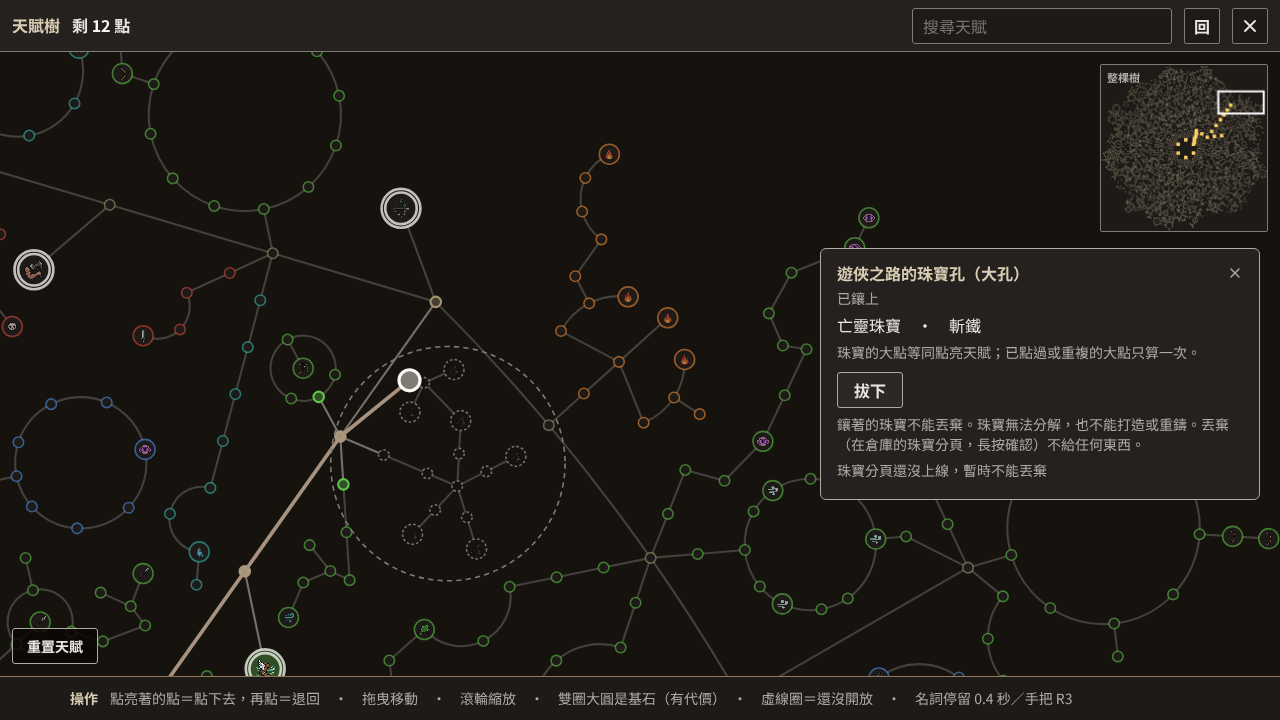 天賦樹 剩 12 點
搜尋天賦
回
整棵樹
遊俠之路的珠寶孔（大孔）
已鑲上
亡靈珠寶 • 斬鐵
珠寶的大點等同點亮天賦；已點過或重複的大點只算一次。
拔下
鑲著的珠寶不能丟棄。珠寶無法分解，也不能打造或重鑄。丟棄
（在倉庫的珠寶分頁，長按確認）不給任何東西。
珠寶分頁還沒上線，暫時不能丟棄
重置天賦
操作 點亮著的點＝點下去，再點＝退回 • 拖曳移動 • 滾輪縮放 • 雙圈大圓是基石（有代價） • 虛線圈＝還沒開放 • 名詞停留 0.4 秒／手把 R3